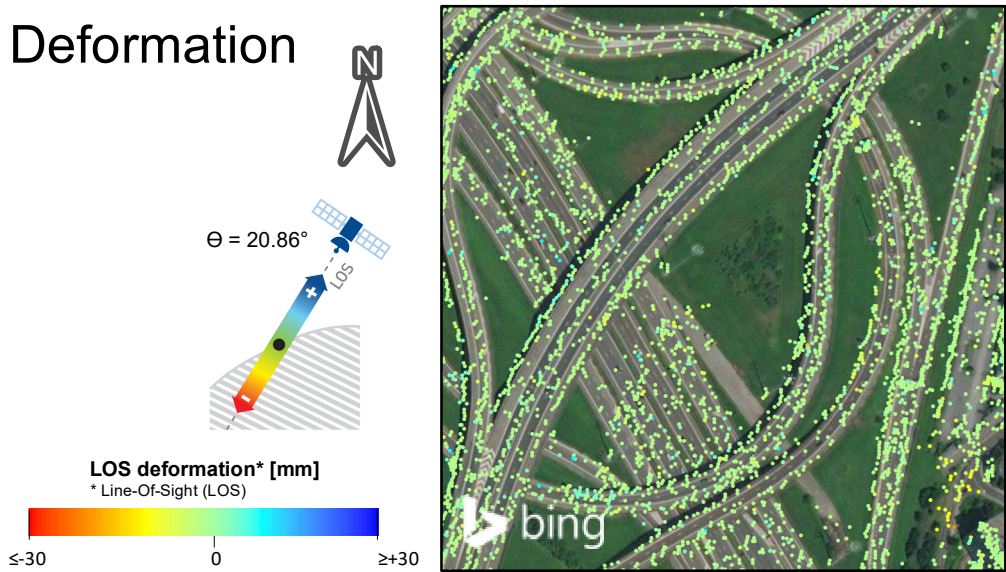 Deformation
N
Ɵ = 20.86°
LOS
+
-
LOS deformation* [mm]
* Line-Of-Sight (LOS)
≤-30 0 ≥+30
bing